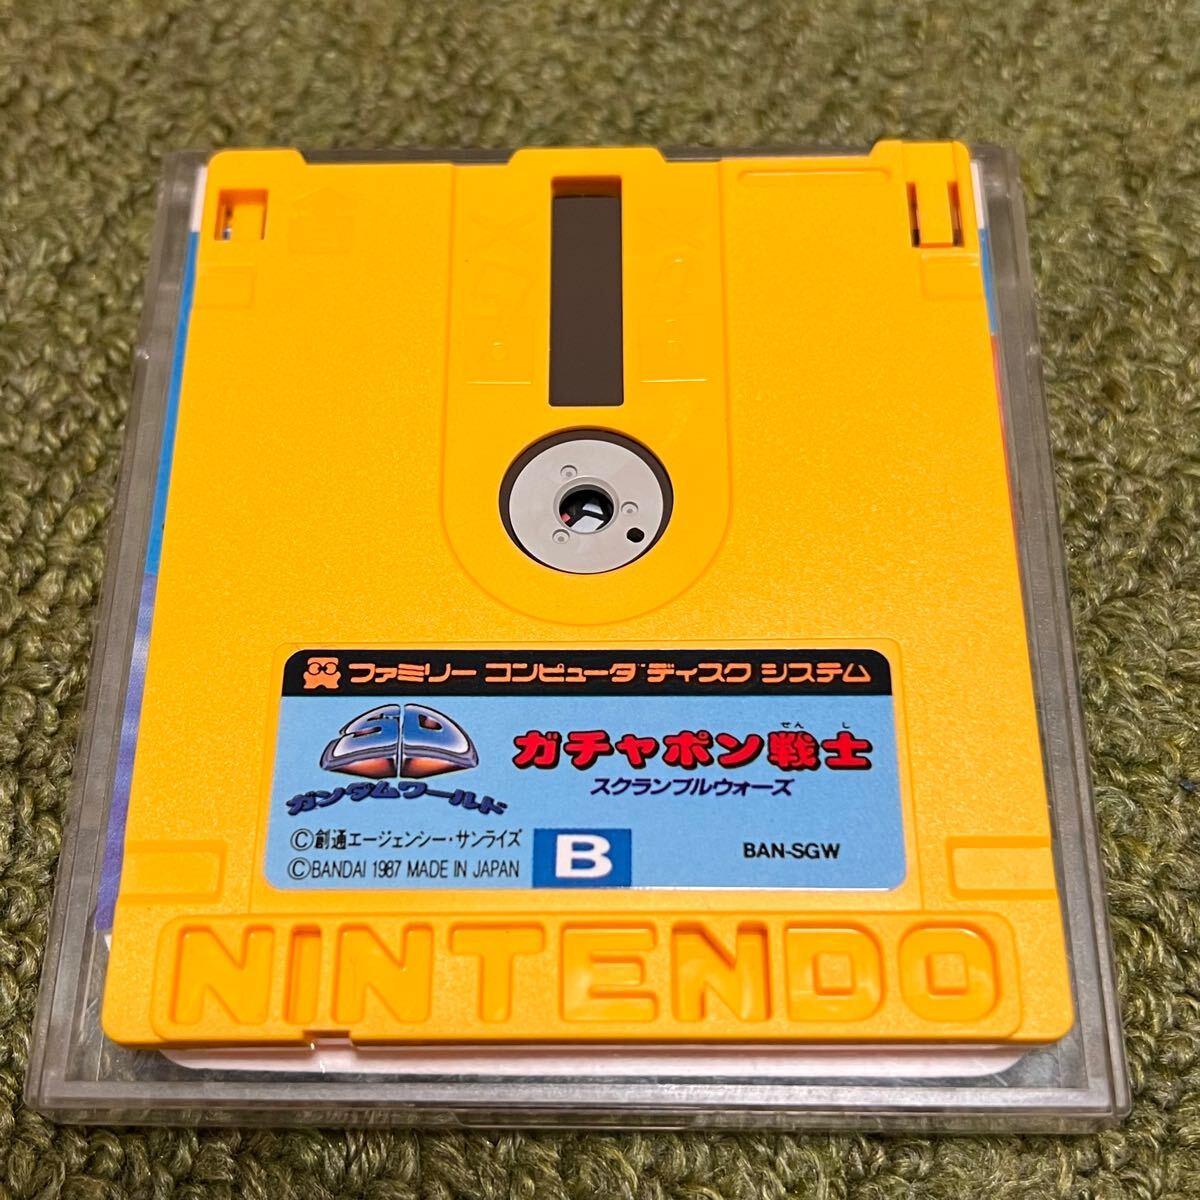 ファミリー コンピュータ ディスク システム
SD
ガンダムワールド
せんし
ガチャポン戦士
スクランブルウォーズ
©創通エージェンシー・サンライズ
©BANDAI 1987 MADE IN JAPAN
B
BAN-SGW
NINTENDO